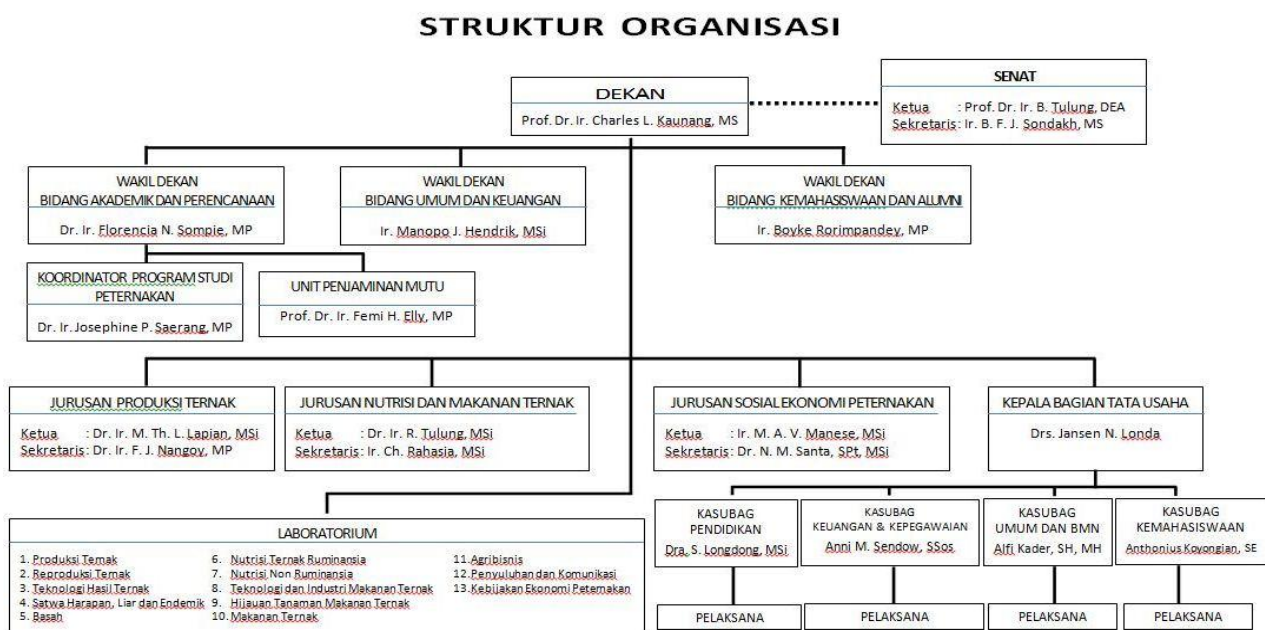 STRUKTUR ORGANISASI
DEKAN
Prof. Dr. Ir. Charles L. Kaunang, MS
SENAT
Ketua : Prof. Dr. Ir. B. Tulung, DEA
Sekretaris : Ir. B. F. J. Sondakh, MS
WAKIL DEKAN
BIDANG AKADEMIK DAN PERENCANAAN
Dr. Ir. Florencia N. Sompie, MP
WAKIL DEKAN
BIDANG UMUM DAN KEUANGAN
Ir. Manopo J. Hendrik, MSi
WAKIL DEKAN
BIDANG KEMAHASISWAAN DAN ALUMNI
Ir. Boyke Rorimpandey, MP
KOORDINATOR PROGRAM STUDI
PETERNAKAN
Dr. Ir. Josephine P. Saerang, MP
UNIT PENJAMINAN MUTU
Prof. Dr. Ir. Femi H. Elly, MP
JURUSAN PRODUKSI TERNAK
Ketua : Dr. Ir. M. Th. L. Lapian, MSi
Sekretaris : Dr. Ir. F. J. Nangoy, MP
JURUSAN NUTRISI DAN MAKANAN TERNAK
Ketua : Dr. Ir. R. Tulung, MSi
Sekretaris : Ir. Ch. Rahasia, MSi
JURUSAN SOSIAL EKONOMI PETERNAKAN
Ketua : Ir. M. A. V. Manese, MSi
Sekretaris : Dr. N. M. Santa, SPt, MSi
KEPALA BAGIAN TATA USAHA
Drs. Jansen N. Londa
LABORATORIUM
1. Produksi Ternak
2. Reproduksi Ternak
3. Teknologi Hasil Ternak
4. Satwa Harapan, Liar dan Endemik
5. Basah
6. Nutrisi Ternak Ruminansia
7. Nutrisi Non Ruminansia
8. Teknologi dan Industri Makanan Ternak
9. Hijauan Tanaman Makanan Ternak
10. Makanan Ternak
11. Agribisnis
12. Penyuluhan dan Komunikasi
13. Kebijakan Ekonomi Peternakan
KASUBAG
PENDIDIKAN
Dra. S. Longdong, MSi
KASUBAG
KEUANGAN & KEPEGAWAIAN
Anni M. Sendow, SSos
KASUBAG
UMUM DAN BMN
Alfi Kader, SH, MH
KASUBAG
KEMAHASISWAAN
Anthonius Koyongian, SE
PELAKSANA
PELAKSANA
PELAKSANA
PELAKSANA